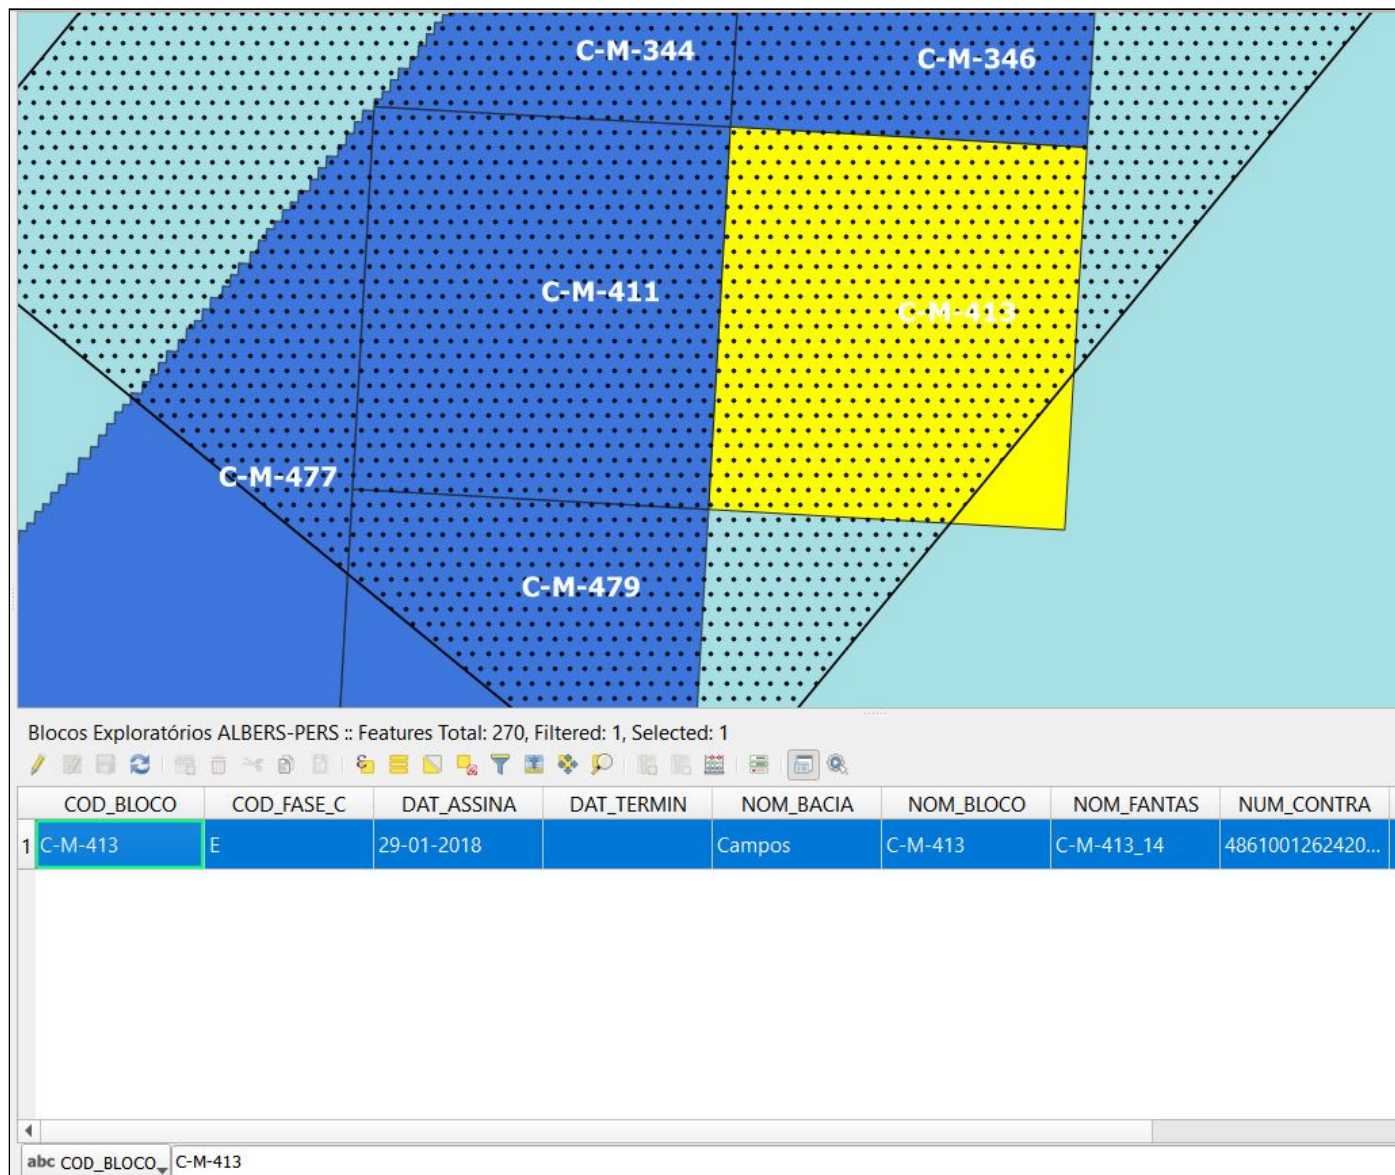 C-M-344
C-M-346
C-M-411
C-M-413
C-M-477
C-M-479
Blocos Exploratórios ALBERS-PERS :: Features Total: 270, Filtered: 1, Selected: 1
COD_BLOCO COD_FASE_C DAT_ASSINA DAT_TERMIN NOM_BACIA NOM_BLOCO NOM_FANTAS NUM_CONTRA
1 C-M-413 E 29-01-2018 Campos C-M-413 C-M-413_14 4861001262420...
abc COD_BLOCO C-M-413